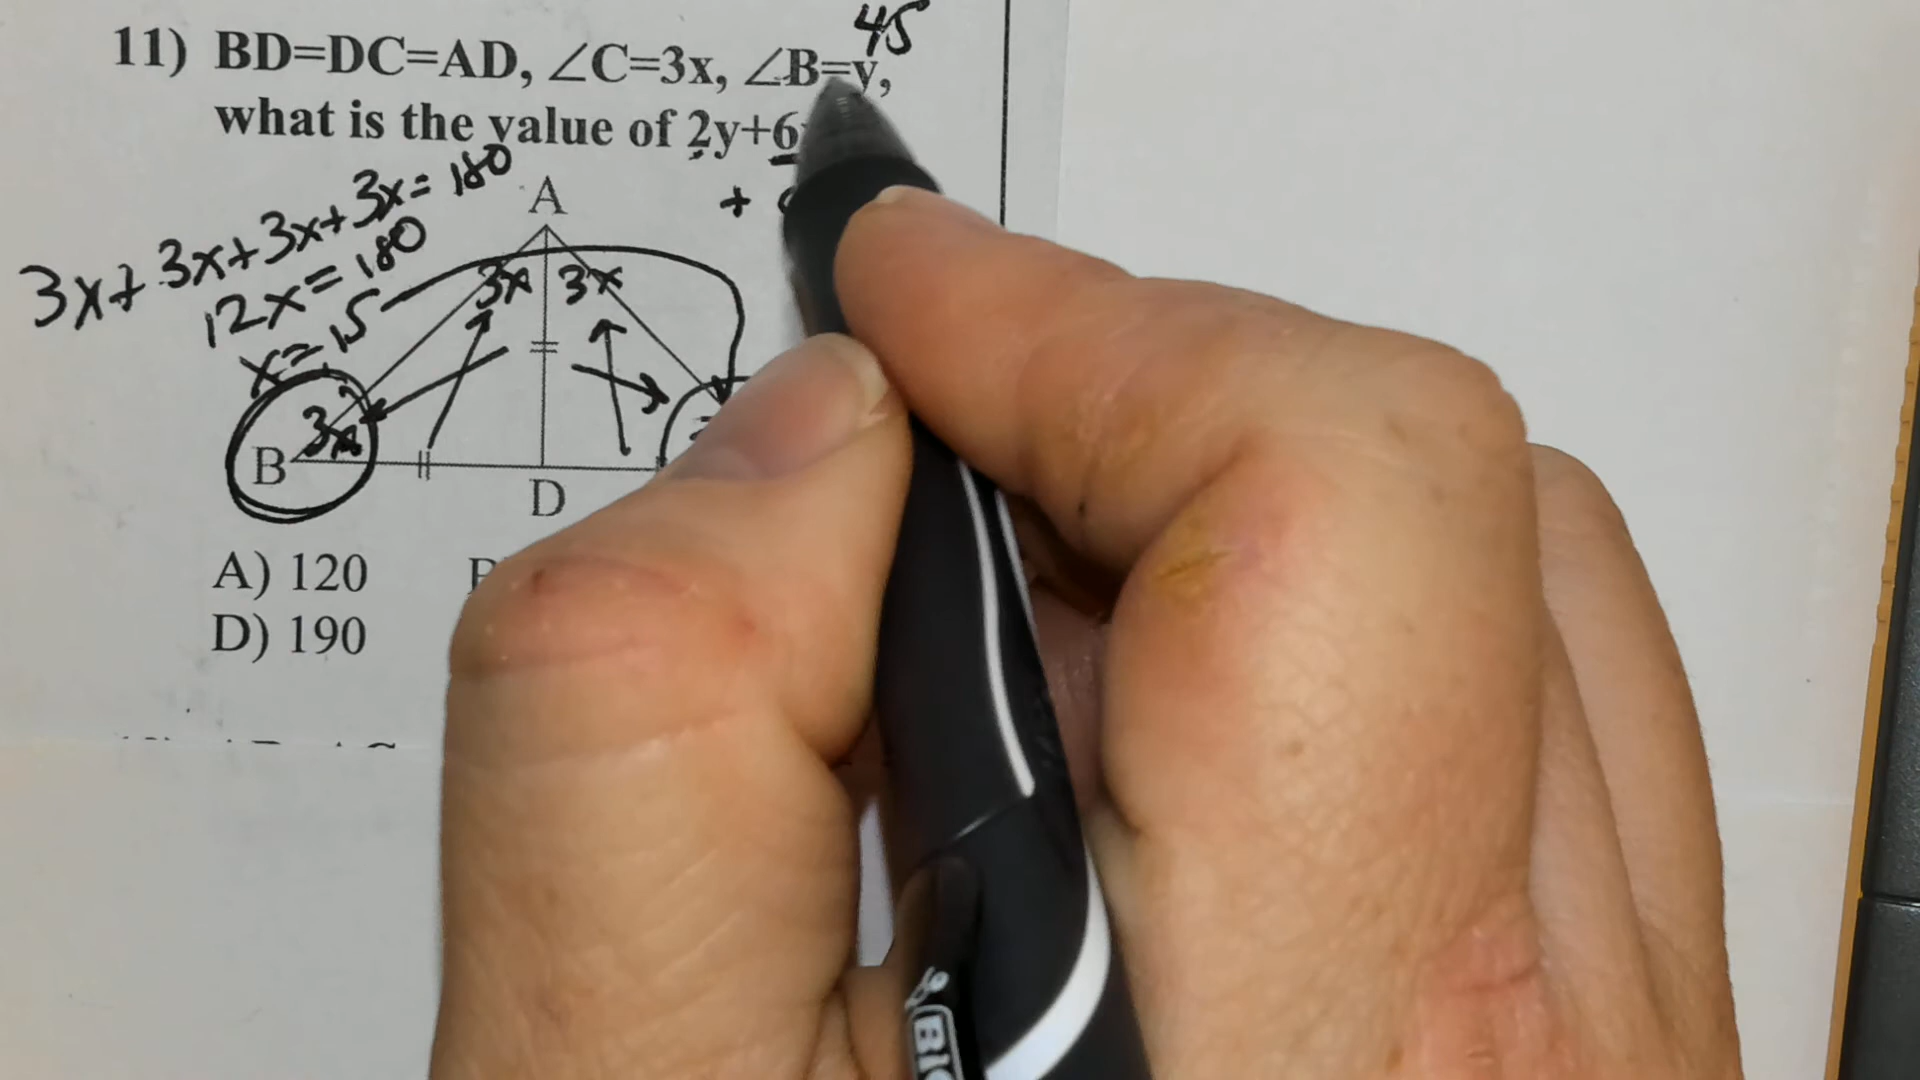 45
11) BD=DC=AD, ∠C=3x, ∠B=y,
what is the value of 2y+6
+
3x+3x+3x+3x=180
12x=180
x=15
A
3x 3x
3x
B
D
A) 120
D) 190
BIC